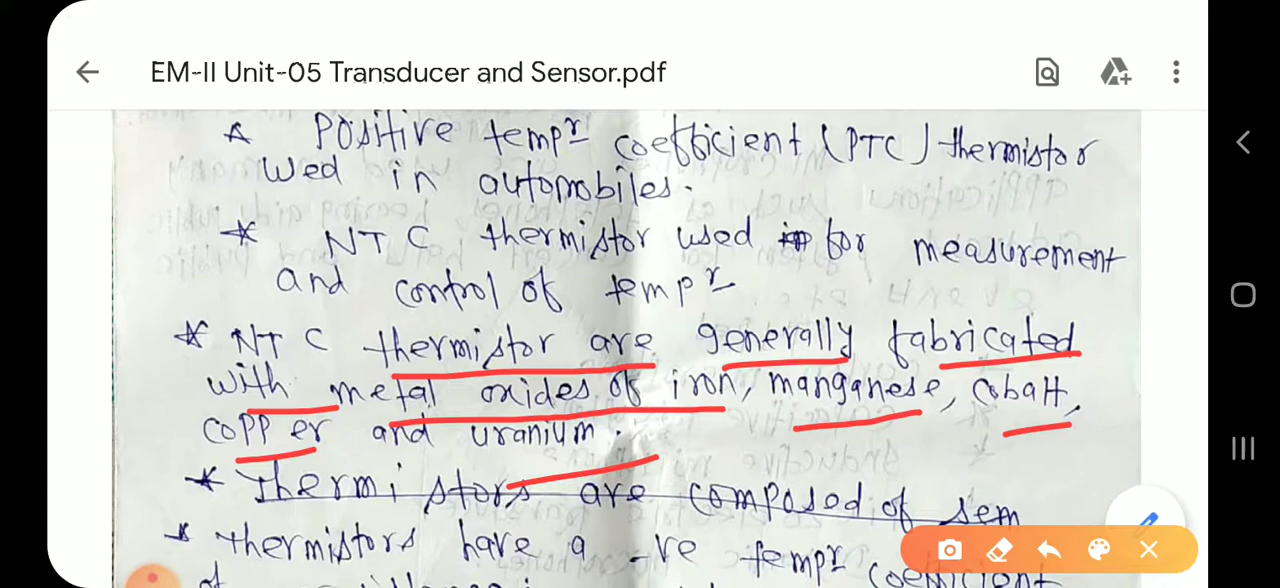 EM-II Unit-05 Transducer and Sensor.pdf
* Positive tempr coefficient (PTC) thermistor
used in automobiles.
* NTC thermistor used for measurement
and control of tempr
* NTC thermistor are generally fabricated
with metal oxides of iron, manganese, cobalt,
copper and uranium.
* Thermistors are composed of sem
* thermistors have a -ve tempr coefficient
of